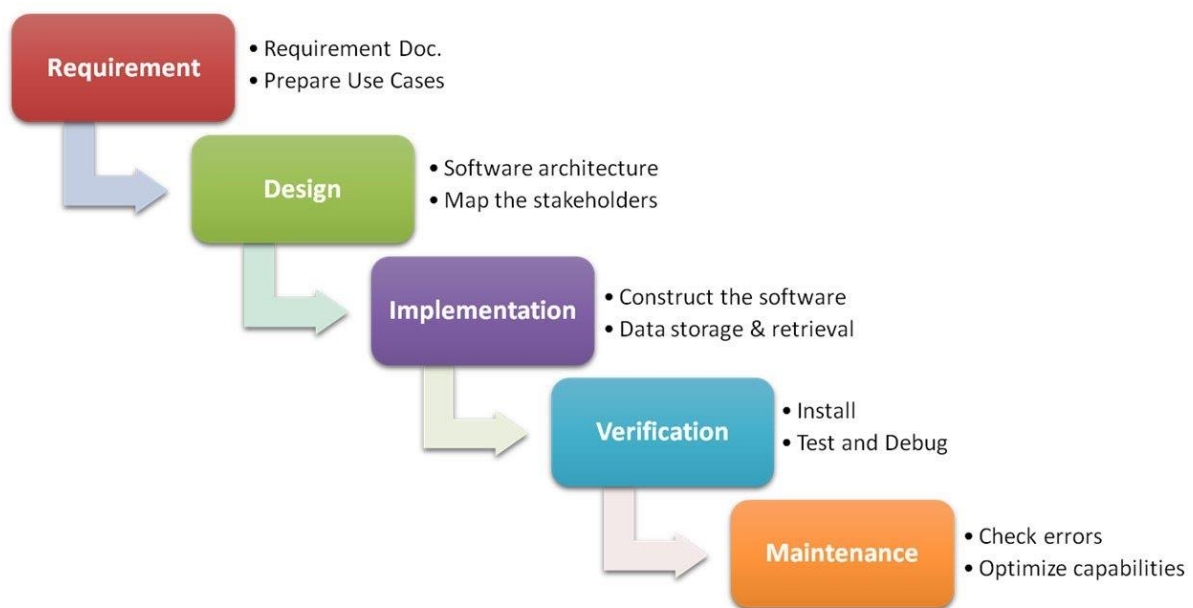 Requirement
• Requirement Doc.
• Prepare Use Cases
Design
• Software architecture
• Map the stakeholders
Implementation
• Construct the software
• Data storage & retrieval
Verification
• Install
• Test and Debug
Maintenance
• Check errors
• Optimize capabilities